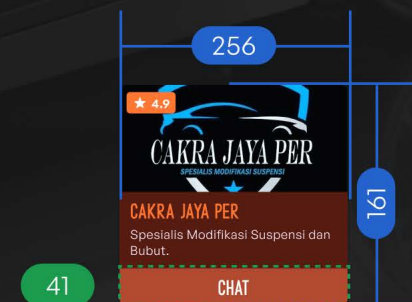 256
★ 4.9
CAKRA JAYA PER
SPESIALIS MODIFIKASI SUSPENSI
161
CAKRA JAYA PER
Spesialis Modifikasi Suspensi dan
Bubut.
41
CHAT